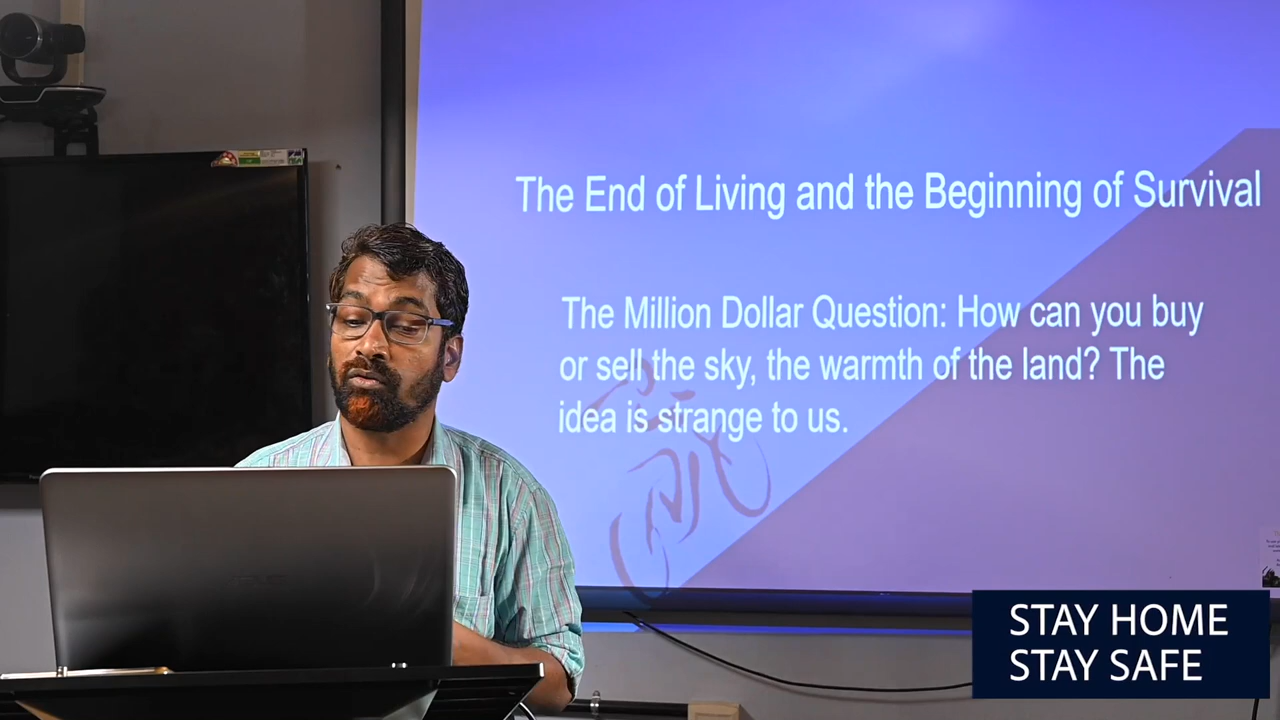 The End of Living and the Beginning of Survival
The Million Dollar Question: How can you buy
or sell the sky, the warmth of the land? The
idea is strange to us.
STAY HOME
STAY SAFE